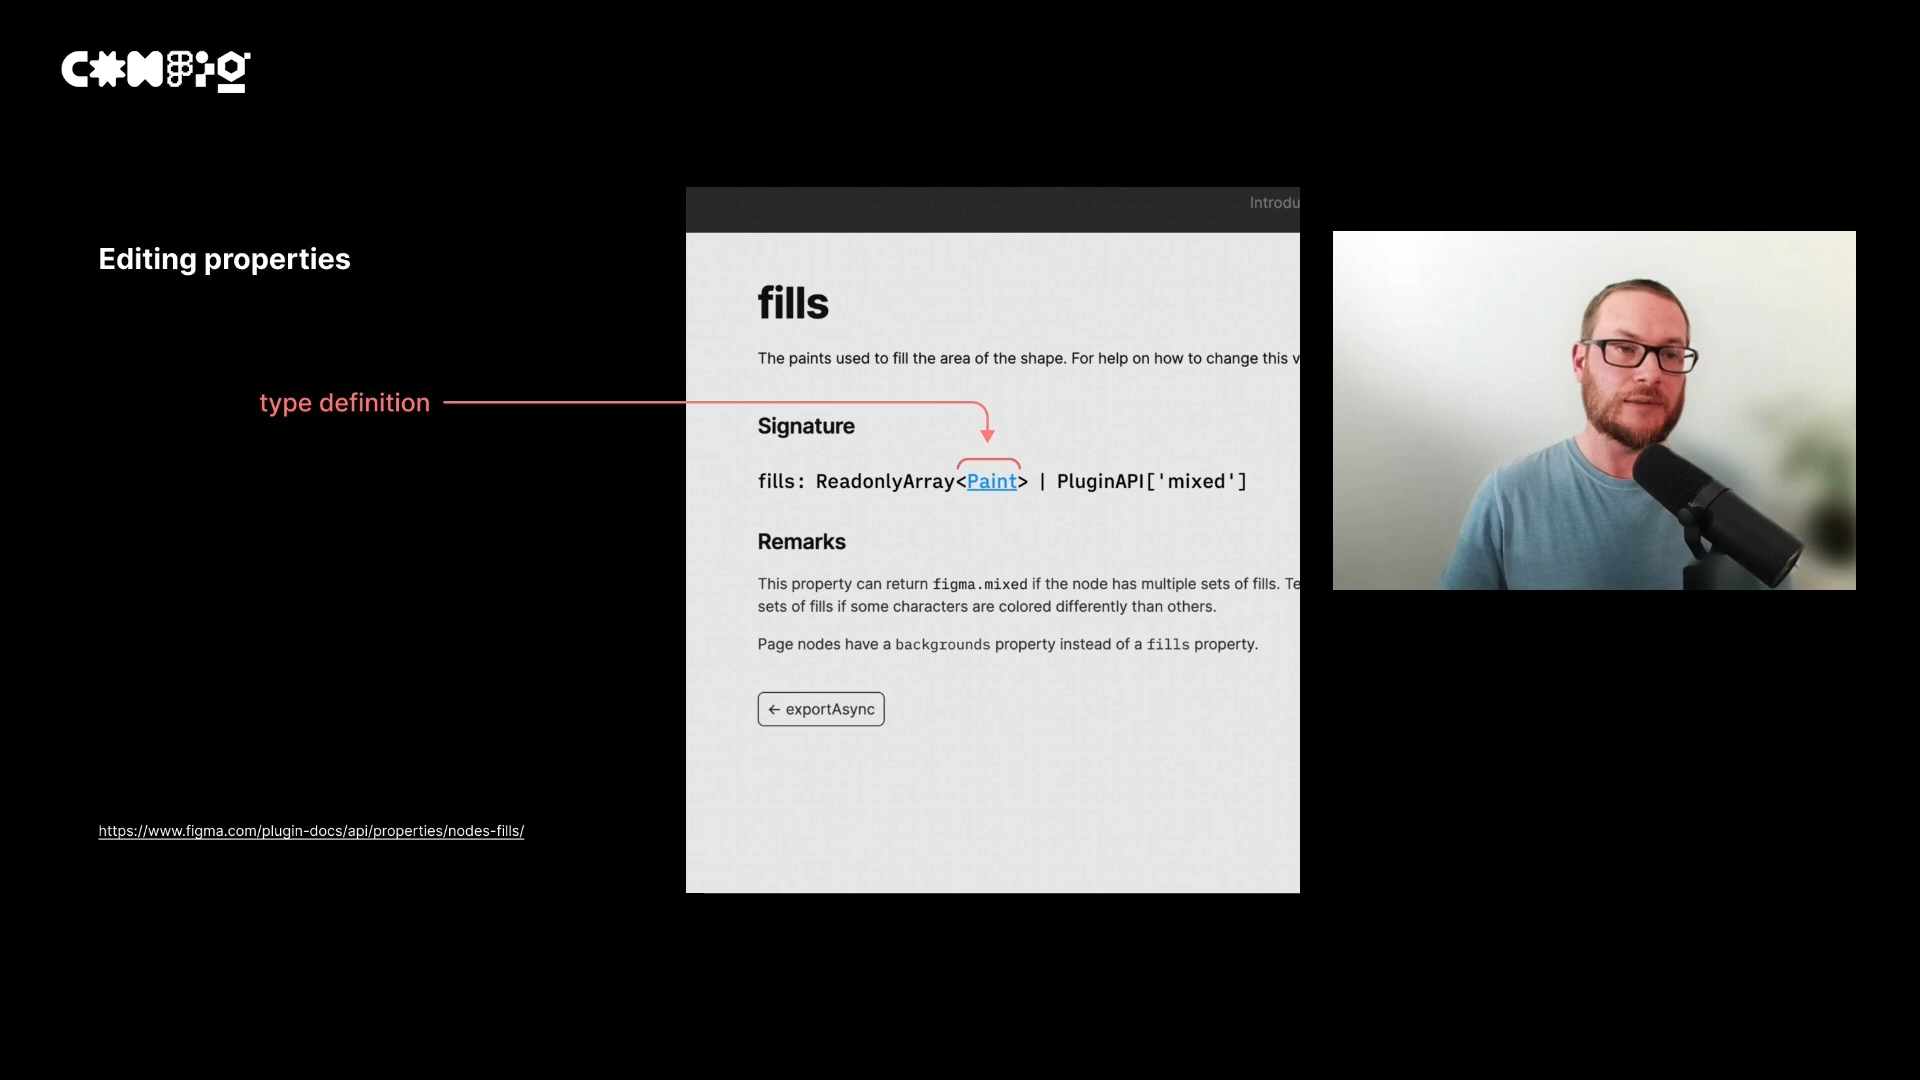 CONFIG
Editing properties
type definition
https://www.figma.com/plugin-docs/api/properties/nodes-fills/
Introdu
fills
The paints used to fill the area of the shape. For help on how to change this v
Signature
fills: ReadonlyArray<Paint> | PluginAPI['mixed']
Remarks
This property can return figma.mixed if the node has multiple sets of fills. Te
sets of fills if some characters are colored differently than others.
Page nodes have a backgrounds property instead of a fills property.
← exportAsync